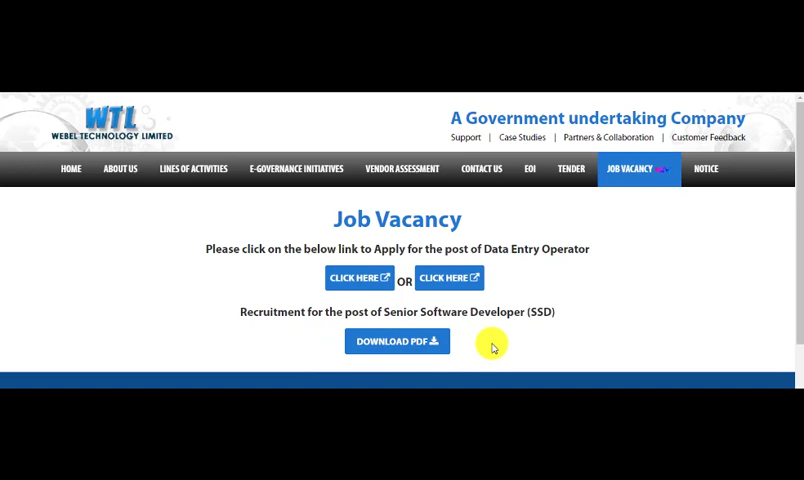 WTL
WEBEL TECHNOLOGY LIMITED
A Government undertaking Company
Support | Case Studies | Partners & Collaboration | Customer Feedback
HOME ABOUT US LINES OF ACTIVITIES E-GOVERNANCE INITIATIVES VENDOR ASSESSMENT CONTACT US EOI TENDER JOB VACANCY NOTICE
Job Vacancy
Please click on the below link to Apply for the post of Data Entry Operator
CLICK HERE OR CLICK HERE
Recruitment for the post of Senior Software Developer (SSD)
DOWNLOAD PDF